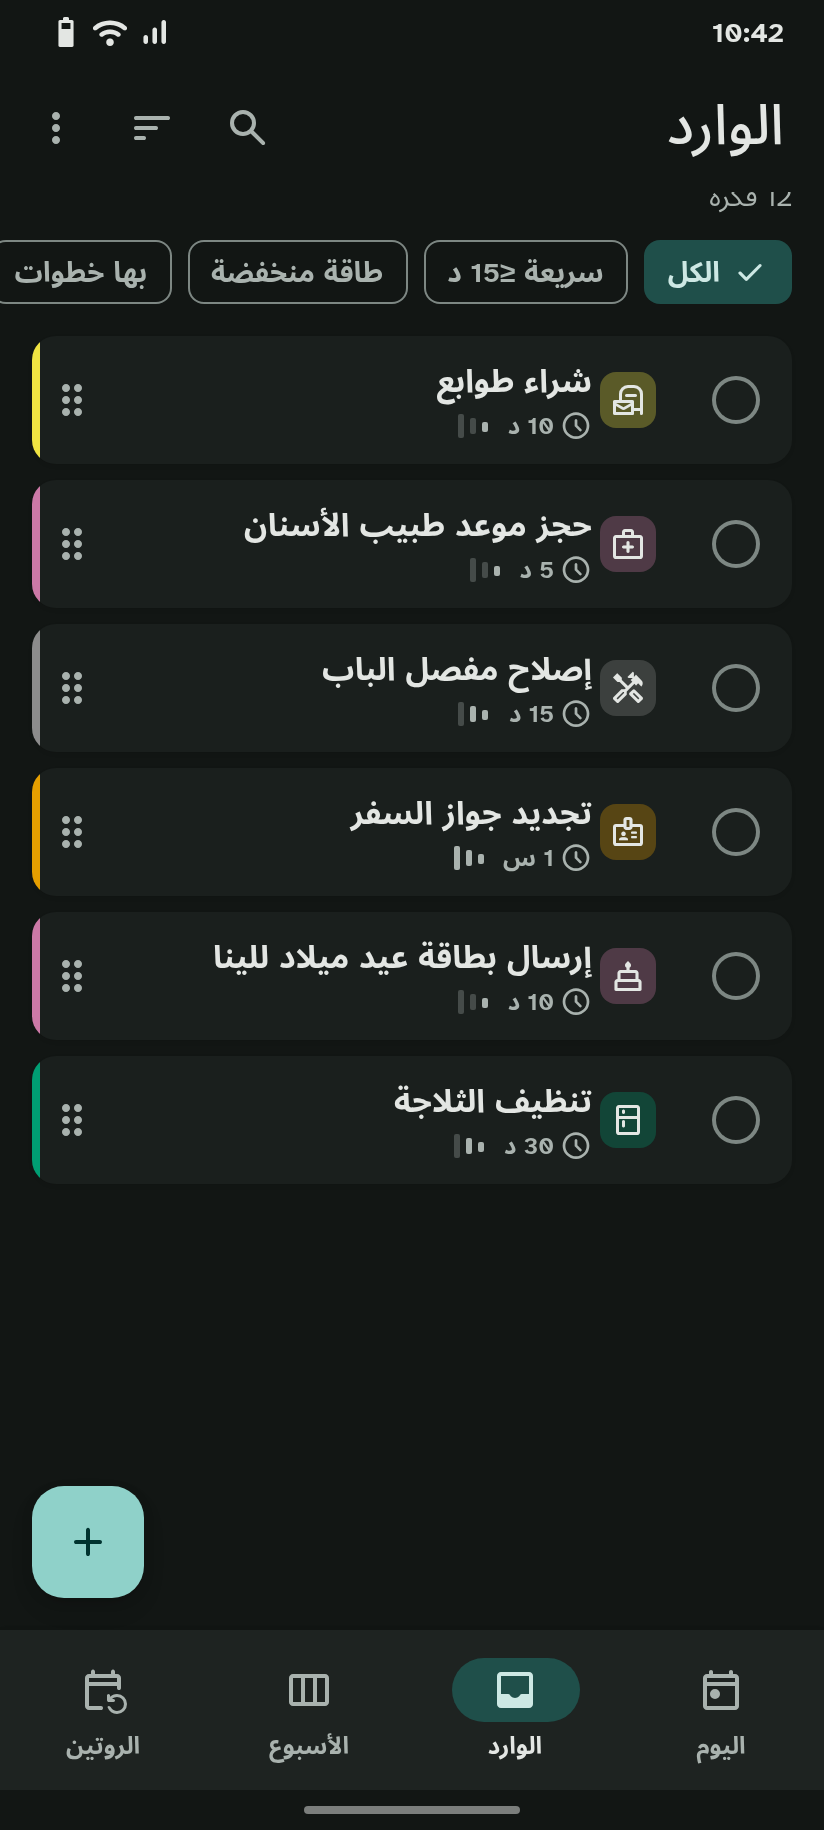 10:42
الوارد
12 فكرة
الكل
سريعة ≤15 د
طاقة منخفضة
بها خطوات
شراء طوابع
10 د
حجز موعد طبيب الأسنان
5 د
إصلاح مفصل الباب
15 د
تجديد جواز السفر
1 س
إرسال بطاقة عيد ميلاد للينا
10 د
تنظيف الثلاجة
30 د
اليوم
الوارد
الأسبوع
الروتين